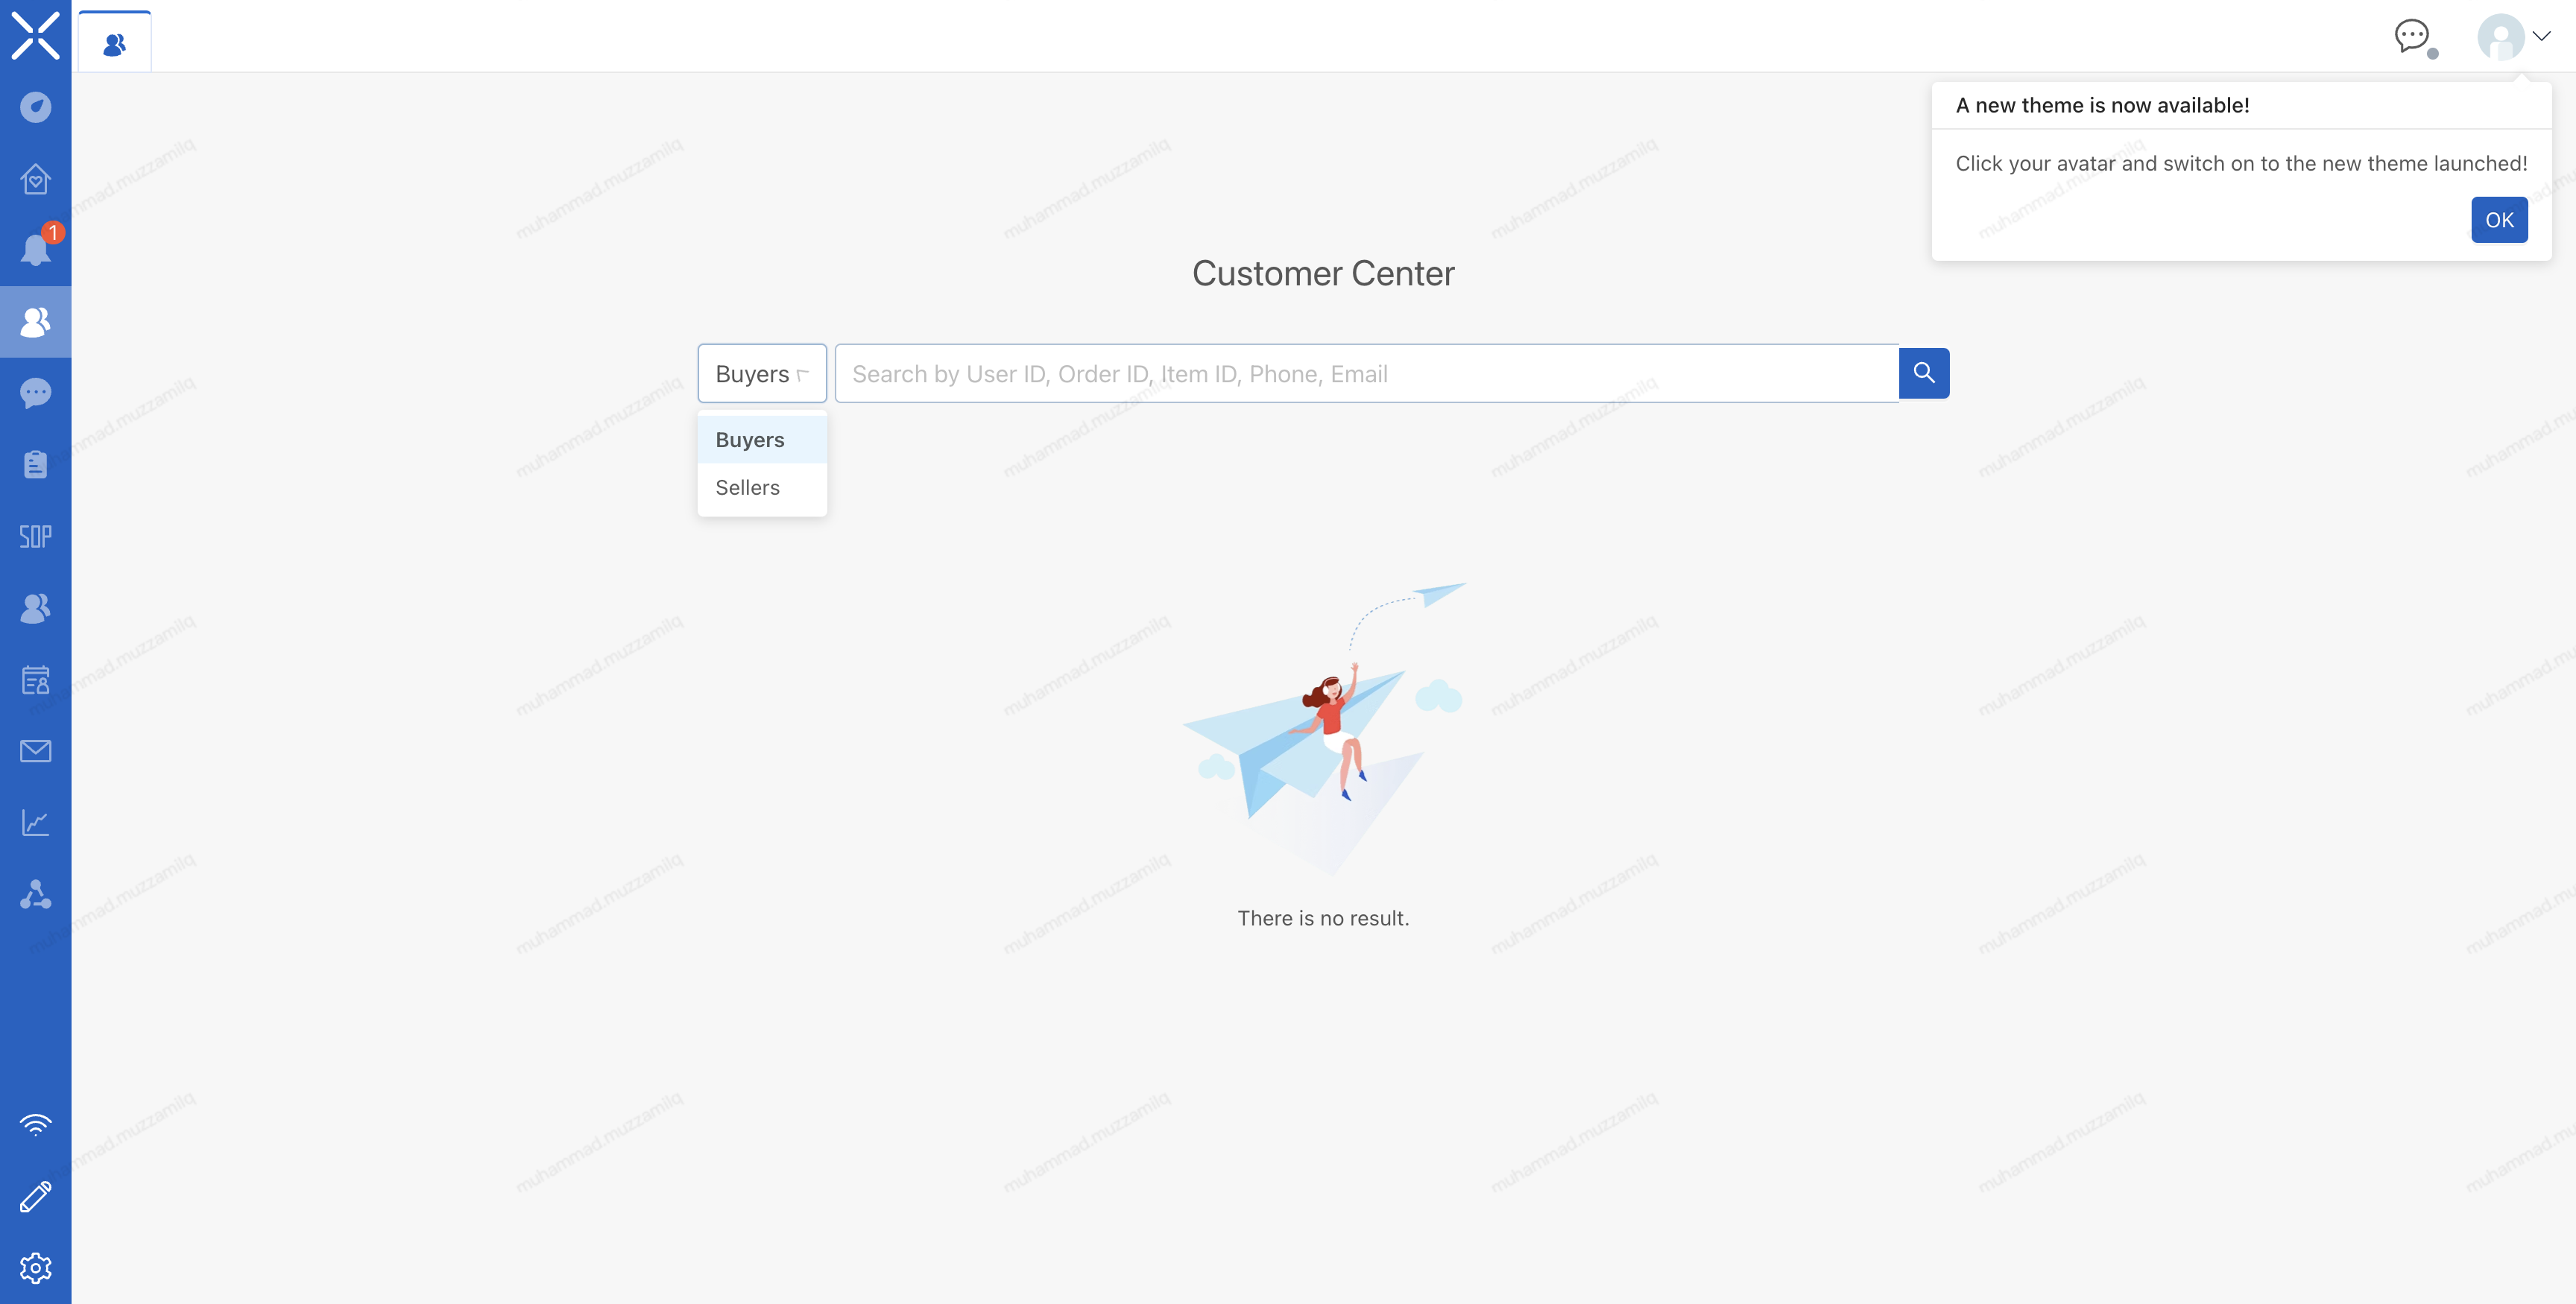 A new theme is now available!
Click your avatar and switch on to the new theme launched!
OK
1
Customer Center
Buyers
Search by User ID, Order ID, Item ID, Phone, Email
Buyers
Sellers
SOP
There is no result.
muhammad.muzzamilq